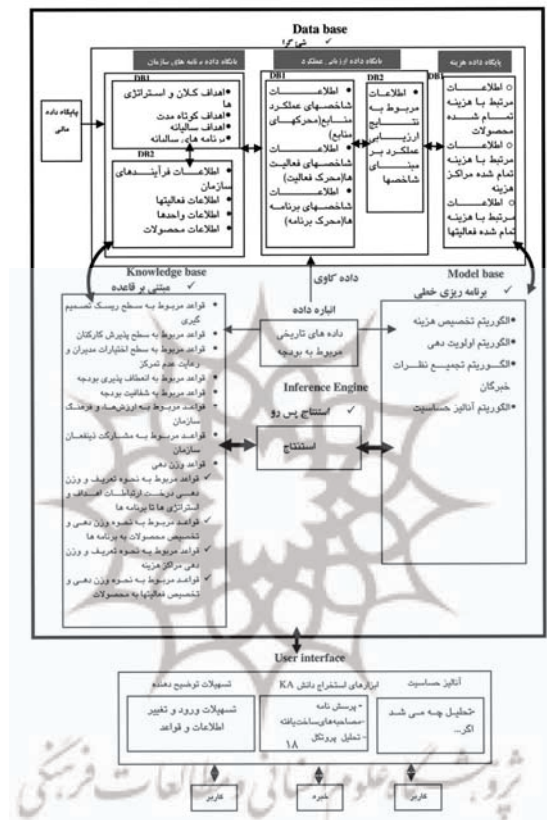 Data base
✓ شی گرا
پایگاه داده هزینه
پایگاه داده ارزیابی عملکرد
پایگاه داده برنامه های سازمان
DB1
○ اطلاعات
مرتبط با هزینه
تمام شده
محصولات
○ اطلاعات
مرتبط با هزینه
تمام شده مراکز
هزینه
○ اطلاعات
مرتبط با هزینه
تمام شده فعالیتها
DB2
• اطلاعات
مربوط به
نتایج
ارزیابی
عملکرد بر
مبنای
شاخصها
DB1
• اطلاعات
شاخصهای عملکرد
منابع(محرکهای
منابع)
• اطلاعات
شاخصهای فعالیت
ها(محرک فعالیت)
• اطلاعات
شاخصهای برنامه
ها(محرک برنامه)
DB1
• اهداف کلان و استراتژی
ها
• اهداف کوتاه مدت
• اهداف سالیانه
• برنامه های سالیانه
DB2
• اطلاعات فرآیندهای
سازمان
• اطلاعات فعالیتها
• اطلاعات واحدها
• اطلاعات محصولات
پایگاه داده
مالی
Model base
✓ برنامه ریزی خطی
•الگوریتم تخصیص هزینه
•الگوریتم اولویت دهی
•الگوریتم تجمیع نظرات
خبرگان
•الگوریتم آنالیز حساسیت
داده کاوی
انباره داده
داده های تاریخی
مربوط به بودجه
Inference Engine
✓ استنتاج پس رو
استنتاج
Knowledge base
✓ مبتنی بر قاعده
• قواعد مربوط به سطح ریسک تصمیم
گیری
• قواعد مربوط به سطح پذیرش کارکنان
• قواعد مربوط به سطح اختیارات مدیران و
رعایت عدم تمرکز
• قواعد مربوط به انعطاف پذیری بودجه
• قواعد مربوط به شفافیت بودجه
- قواعد مربوط به ارزشها و فرهنگ
سازمان
• قواعد مربوط به مشارکت ذینفعان
سازمان
• قواعد وزن دهی
✓ قواعد مربوط به نحوه تعریف و وزن
دهی درخت ارتباطات اهداف و
استراتژی ها تا برنامه ها
✓ قواعد مربوط به نحوه وزن دهی و
تخصیص محصولات به برنامه ها
✓ قواعد مربوط به نحوه تعریف و وزن
دهی مراکز هزینه
✓ قواعد مربوط به نحوه وزن دهی و
تخصیص فعالیتها به محصولات
User interface
آنالیز حساسیت
-تحلیل چه می شد
اگر...
ابزارهای استخراج دانش KA
- پرسش نامه
-مصاحبه‌های‌ساخت‌یافته
- تحلیل پروتکل
۱۸
تسهیلات توضیح دهنده
تسهیلات ورود و تغییر
اطلاعات و قواعد
کاربر
خبره
کاربر
پژوهشگاه علوم انسانی و مطالعات فرهنگی